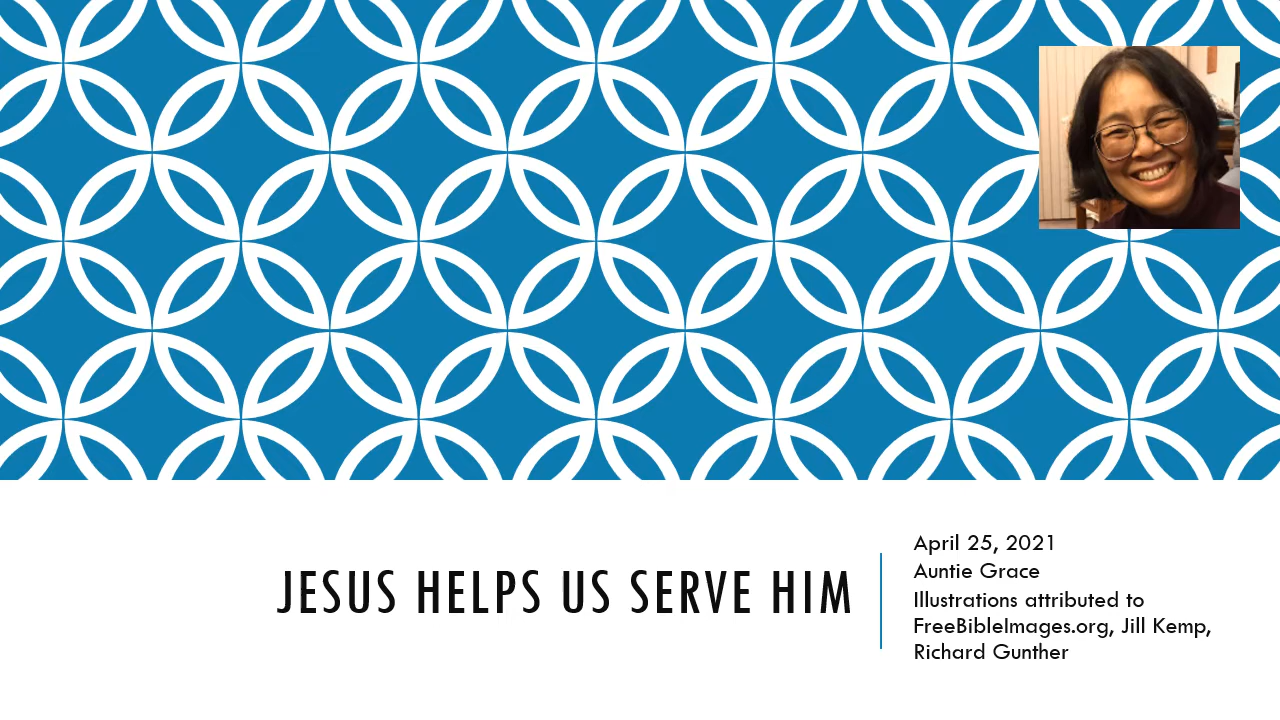 JESUS HELPS US SERVE HIM
April 25, 2021
Auntie Grace
Illustrations attributed to
FreeBibleImages.org, Jill Kemp,
Richard Gunther